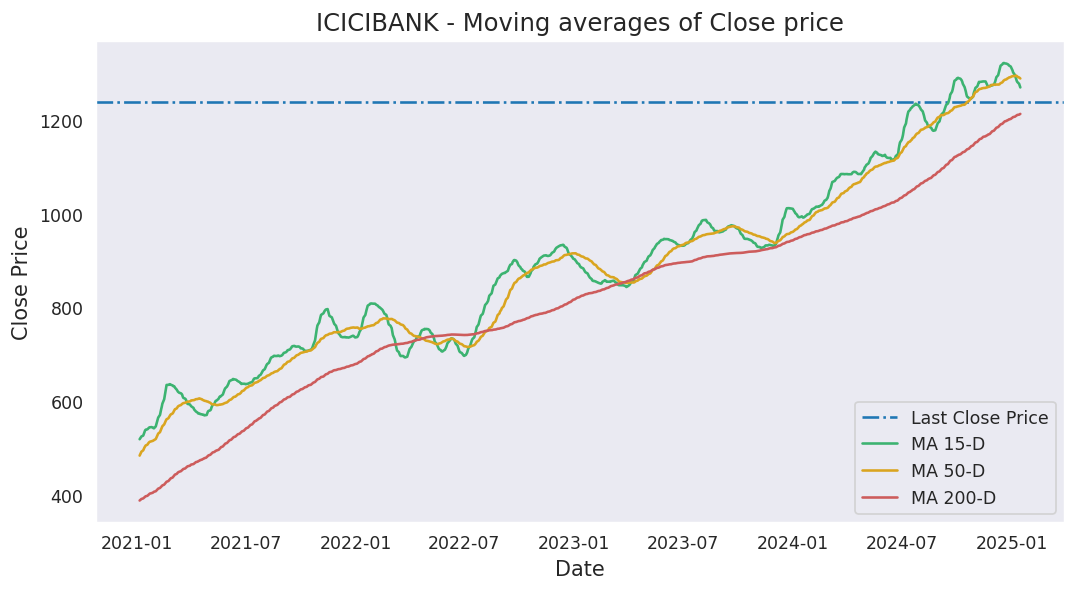 ICICIBANK - Moving averages of Close price
Close Price
1200
1000
800
600
400
2021-01 2021-07 2022-01 2022-07 2023-01 2023-07 2024-01 2024-07 2025-01
Date
Last Close Price
MA 15-D
MA 50-D
MA 200-D